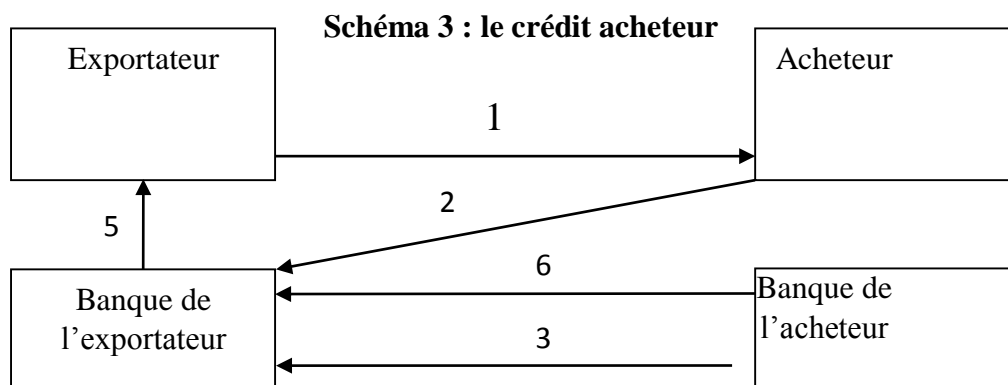 Schéma 3 : le crédit acheteur
Exportateur
Acheteur
1
2
5
6
Banque de
l’exportateur
Banque de
l’acheteur
3